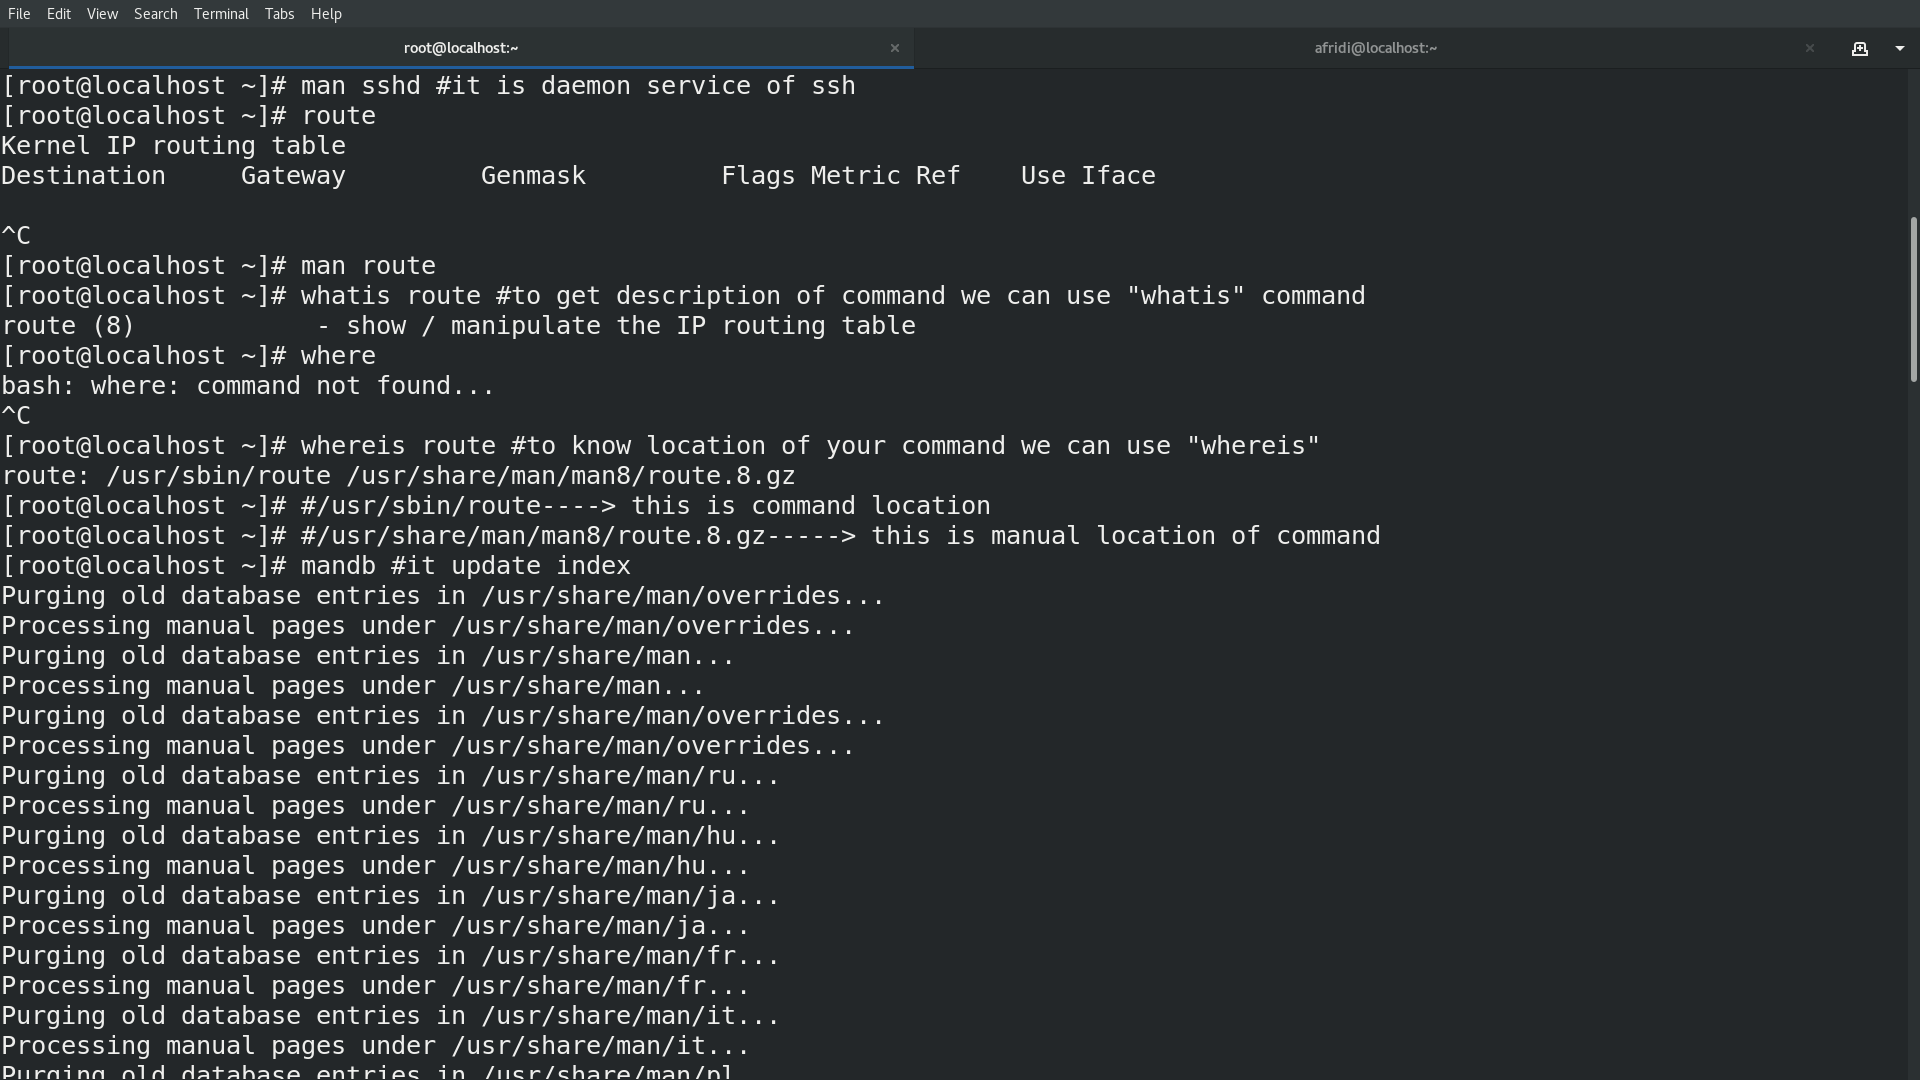 File Edit View Search Terminal Tabs Help
root@localhost:~ × afridi@localhost:~ ×
[root@localhost ~]# man sshd #it is daemon service of ssh
[root@localhost ~]# route
Kernel IP routing table
Destination     Gateway         Genmask         Flags Metric Ref    Use Iface
^C
[root@localhost ~]# man route
[root@localhost ~]# whatis route #to get description of command we can use "whatis" command
route (8)            - show / manipulate the IP routing table
[root@localhost ~]# where
bash: where: command not found...
^C
[root@localhost ~]# whereis route #to know location of your command we can use "whereis"
route: /usr/sbin/route /usr/share/man/man8/route.8.gz
[root@localhost ~]# #/usr/sbin/route----> this is command location
[root@localhost ~]# #/usr/share/man/man8/route.8.gz-----> this is manual location of command
[root@localhost ~]# mandb #it update index
Purging old database entries in /usr/share/man/overrides...
Processing manual pages under /usr/share/man/overrides...
Purging old database entries in /usr/share/man...
Processing manual pages under /usr/share/man...
Purging old database entries in /usr/share/man/overrides...
Processing manual pages under /usr/share/man/overrides...
Purging old database entries in /usr/share/man/ru...
Processing manual pages under /usr/share/man/ru...
Purging old database entries in /usr/share/man/hu...
Processing manual pages under /usr/share/man/hu...
Purging old database entries in /usr/share/man/ja...
Processing manual pages under /usr/share/man/ja...
Purging old database entries in /usr/share/man/fr...
Processing manual pages under /usr/share/man/fr...
Purging old database entries in /usr/share/man/it...
Processing manual pages under /usr/share/man/it...
Purging old database entries in /usr/share/man/pl...